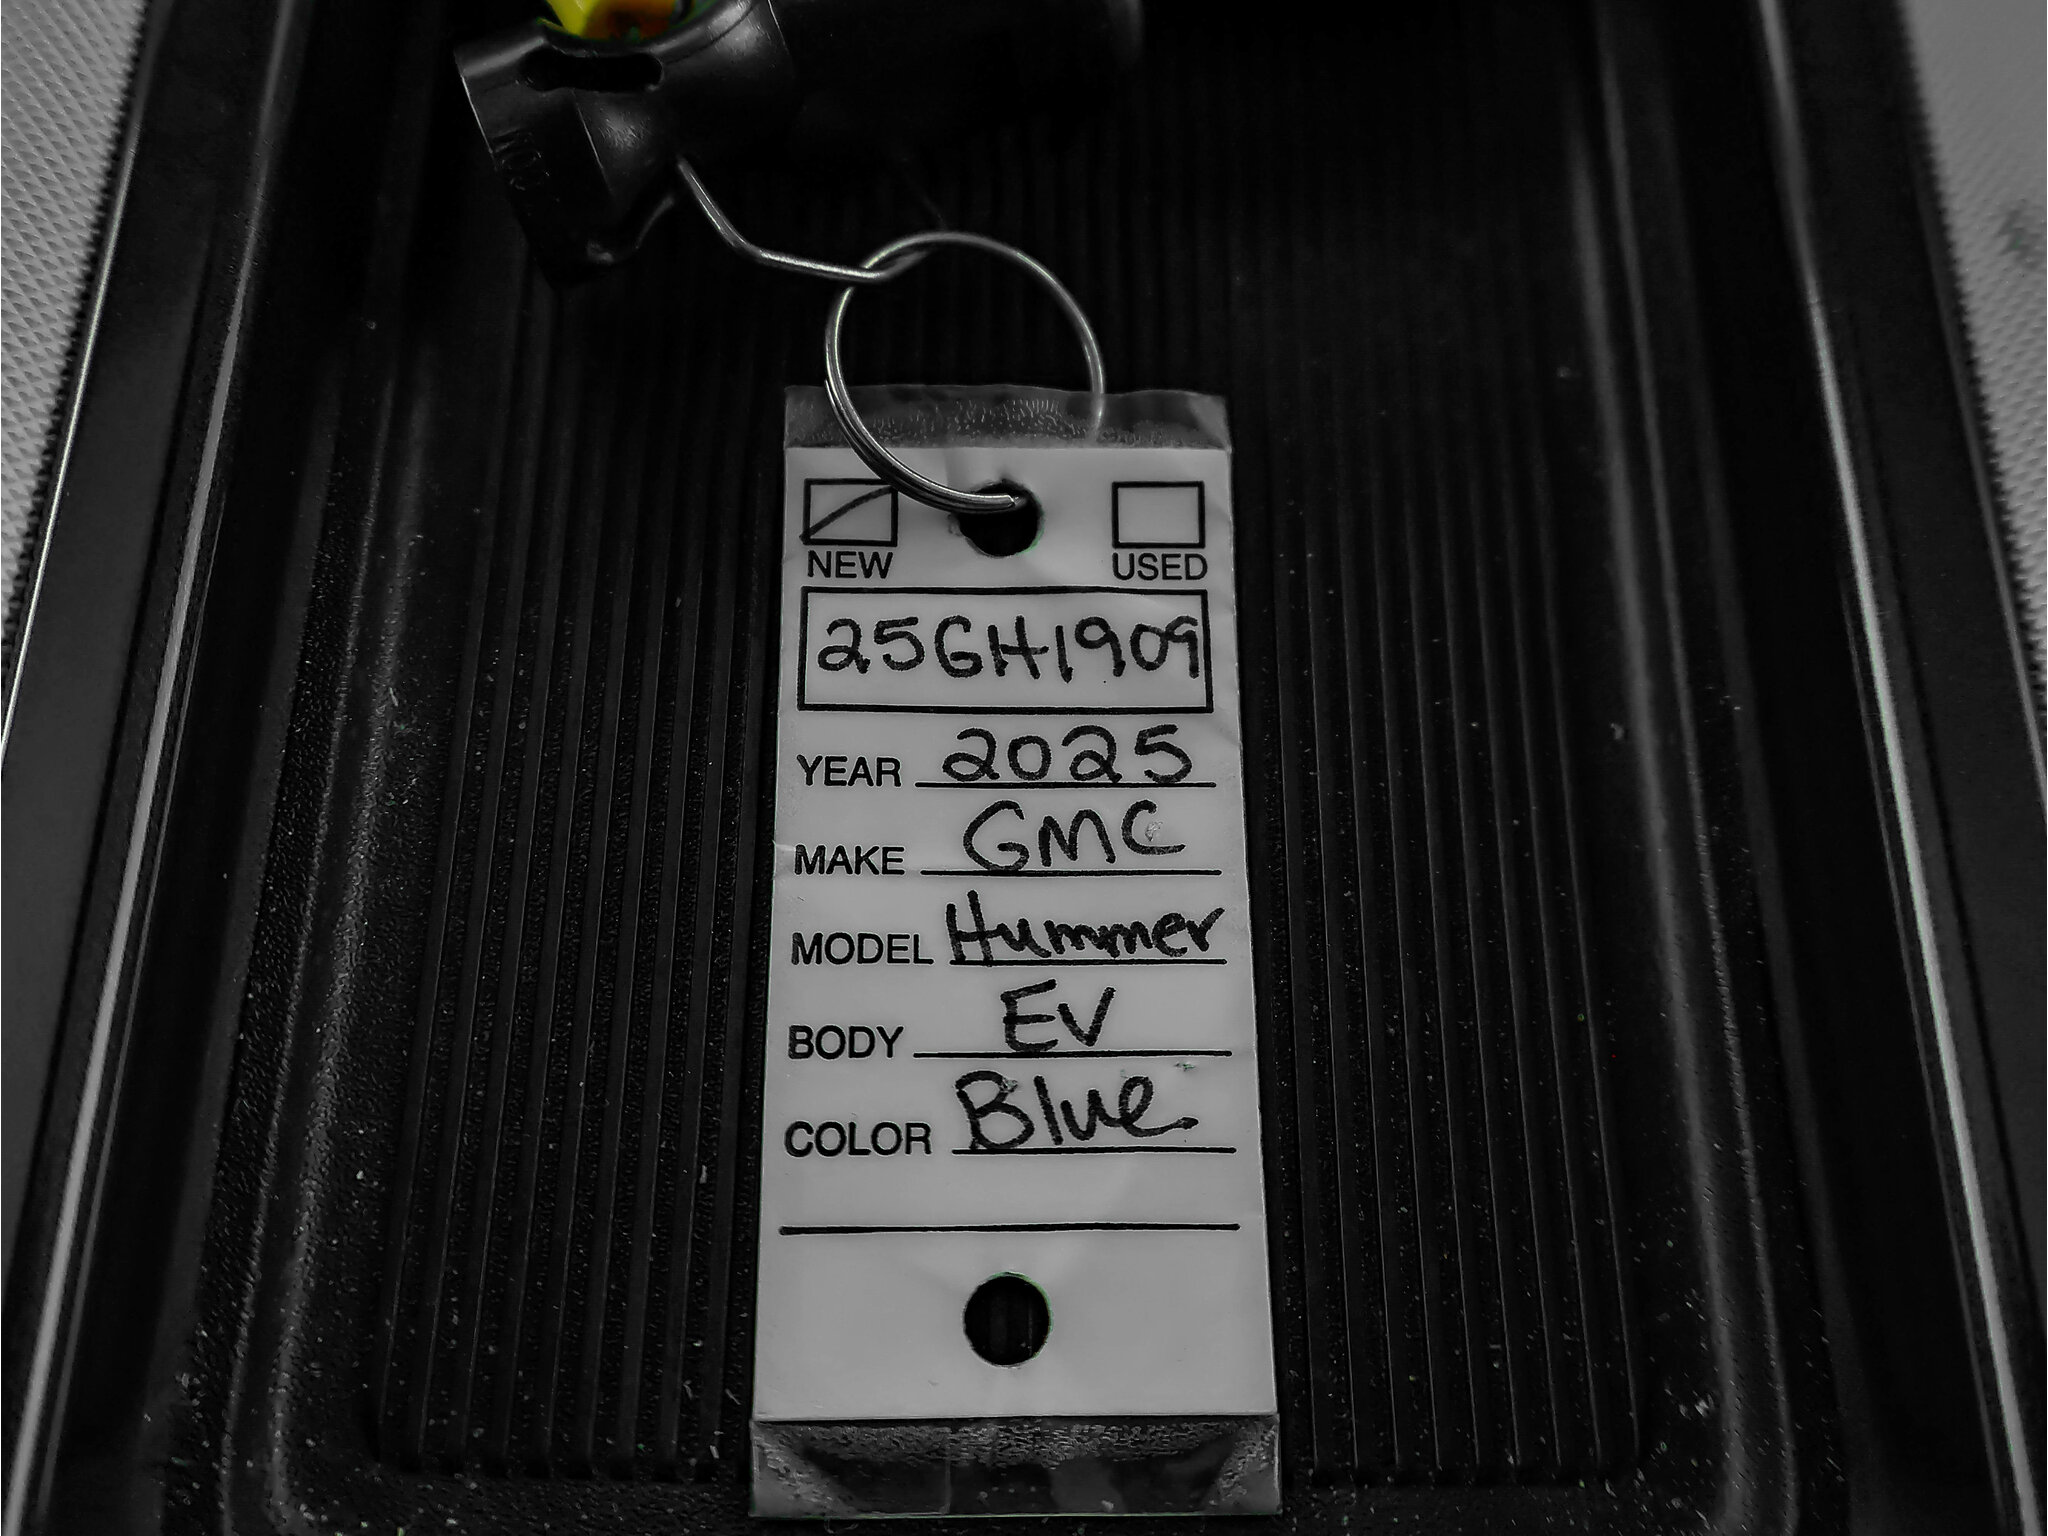 NEW USED
25GH1909
YEAR 2025
MAKE GMC
MODEL Hummer
BODY EV
COLOR Blue